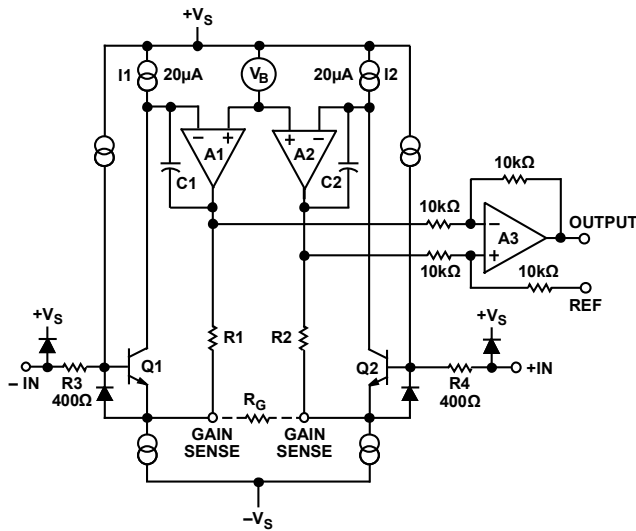 +VS
I1 20µA VB 20µA I2
− + + −
A1 A2
C1 C2
10kΩ
10kΩ − A3 OUTPUT
10kΩ + 10kΩ
REF
+VS R1 R2 +VS
− IN R3 Q1 Q2 R4 +IN
400Ω 400Ω
RG
GAIN GAIN
SENSE SENSE
−VS